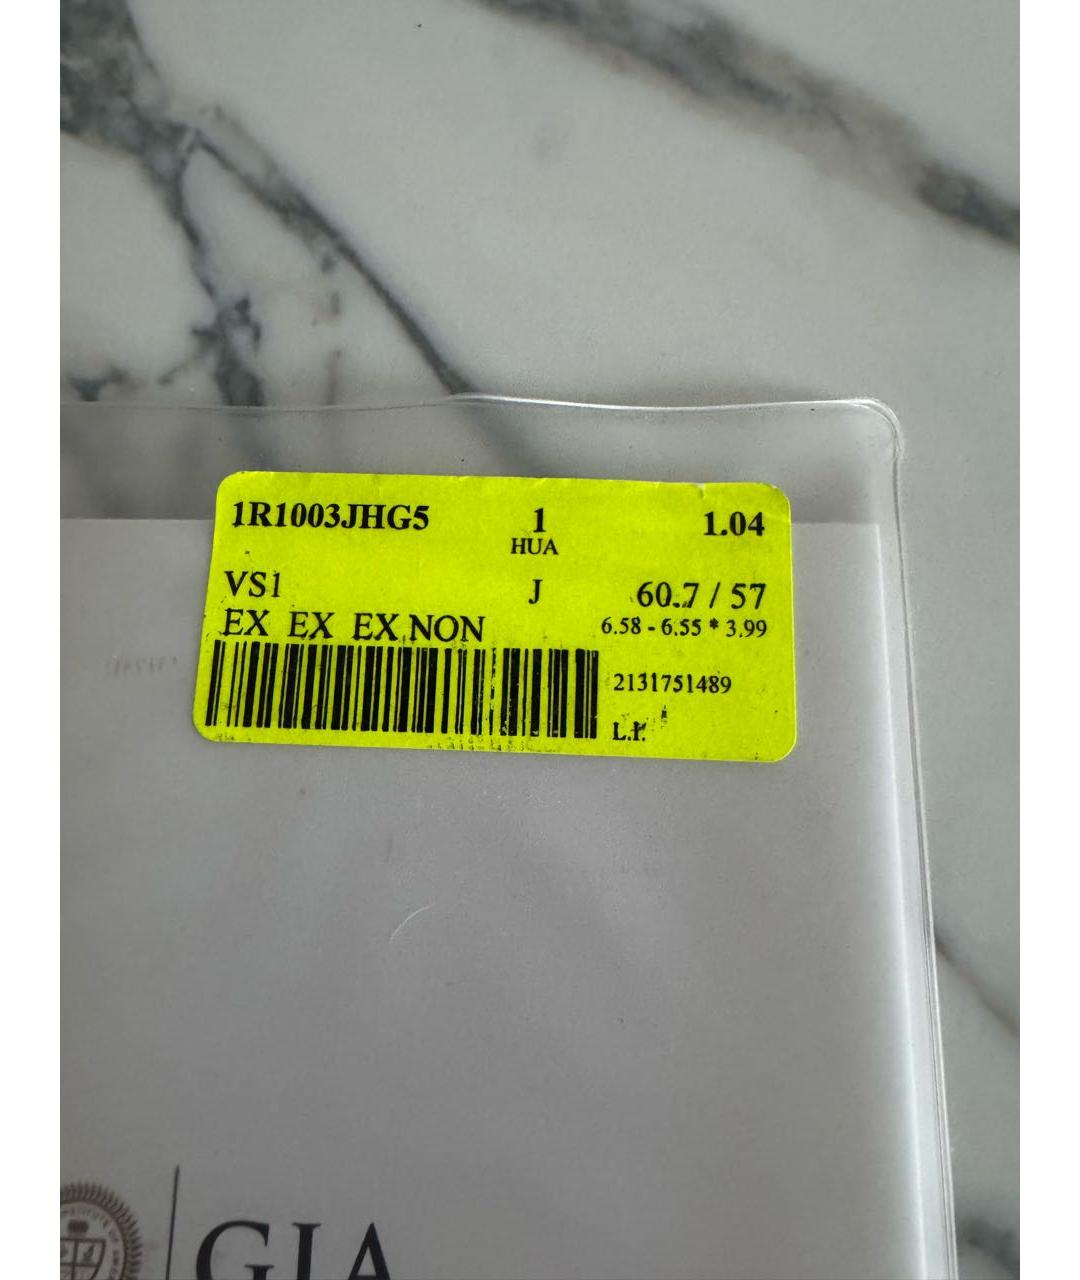 1R1003JHG5 1 1.04
HUA
VS1 J 60.7 / 57
EX EX EX NON 6.58 - 6.55 * 3.99
2131751489
GIA